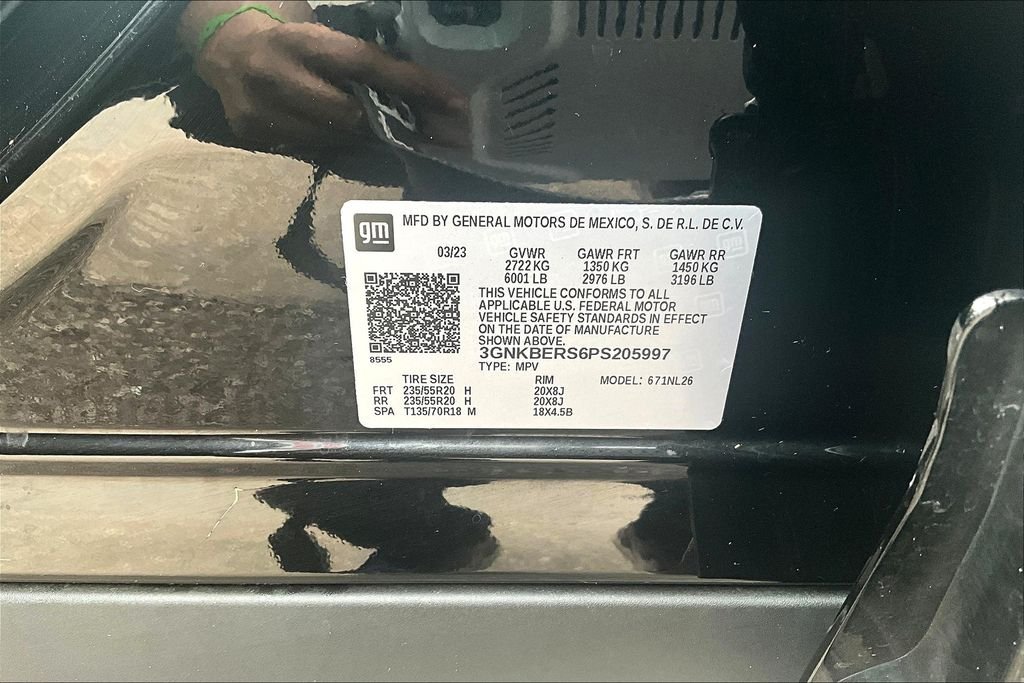 gm MFD BY GENERAL MOTORS DE MEXICO, S. DE R.L. DE C.V.
03/23 GVWR GAWR FRT GAWR RR
2722 KG 1350 KG 1450 KG
6001 LB 2976 LB 3196 LB
THIS VEHICLE CONFORMS TO ALL
APPLICABLE U.S. FEDERAL MOTOR
VEHICLE SAFETY STANDARDS IN EFFECT
ON THE DATE OF MANUFACTURE
SHOWN ABOVE.
8555 3GNKBERS6PS205997
TYPE: MPV
TIRE SIZE RIM MODEL: 671NL26
FRT 235/55R20 H 20X8J
RR 235/55R20 H 20X8J
SPA T135/70R18 M 18X4.5B